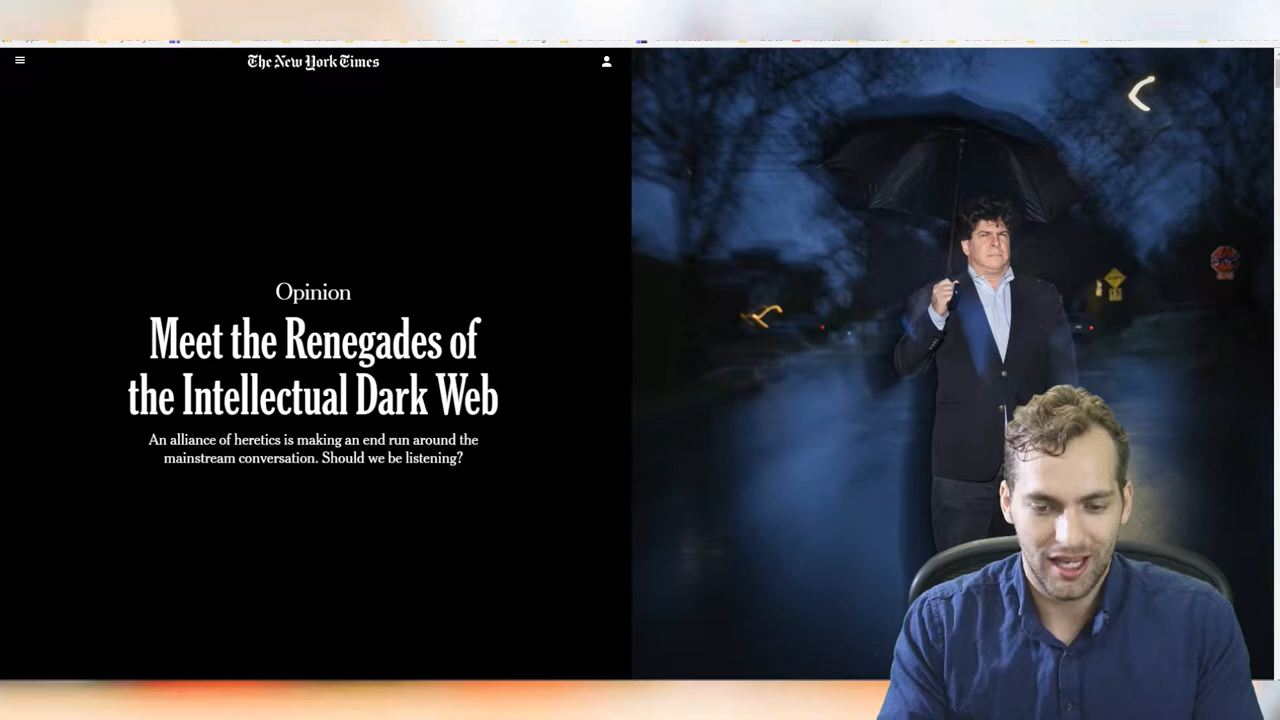 The New York Times
Opinion
Meet the Renegades of
the Intellectual Dark Web
An alliance of heretics is making an end run around the
mainstream conversation. Should we be listening?